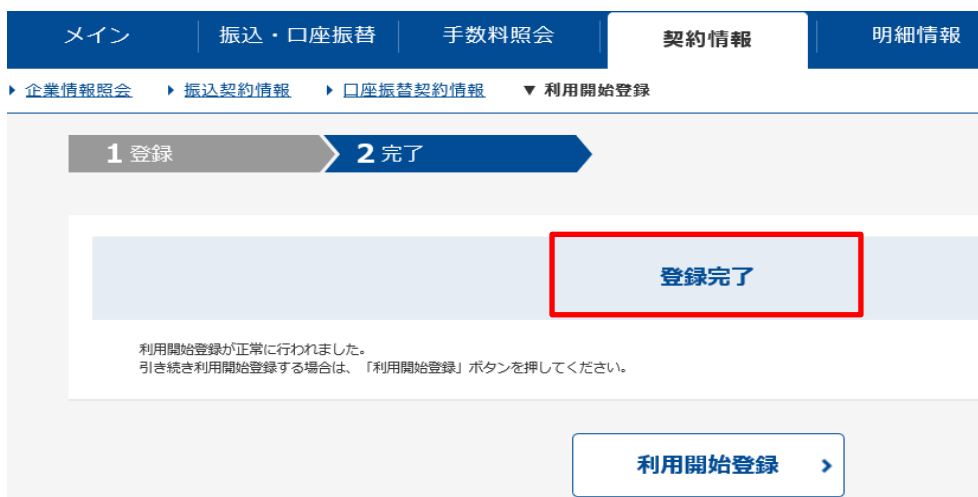 メイン 振込・口座振替 手数料照会 契約情報 明細情報
企業情報照会 振込契約情報 口座振替契約情報 ▼ 利用開始登録
1 登録 2 完了
登録完了
利用開始登録が正常に行われました。
引き続き利用開始登録する場合は、「利用開始登録」ボタンを押してください。
利用開始登録